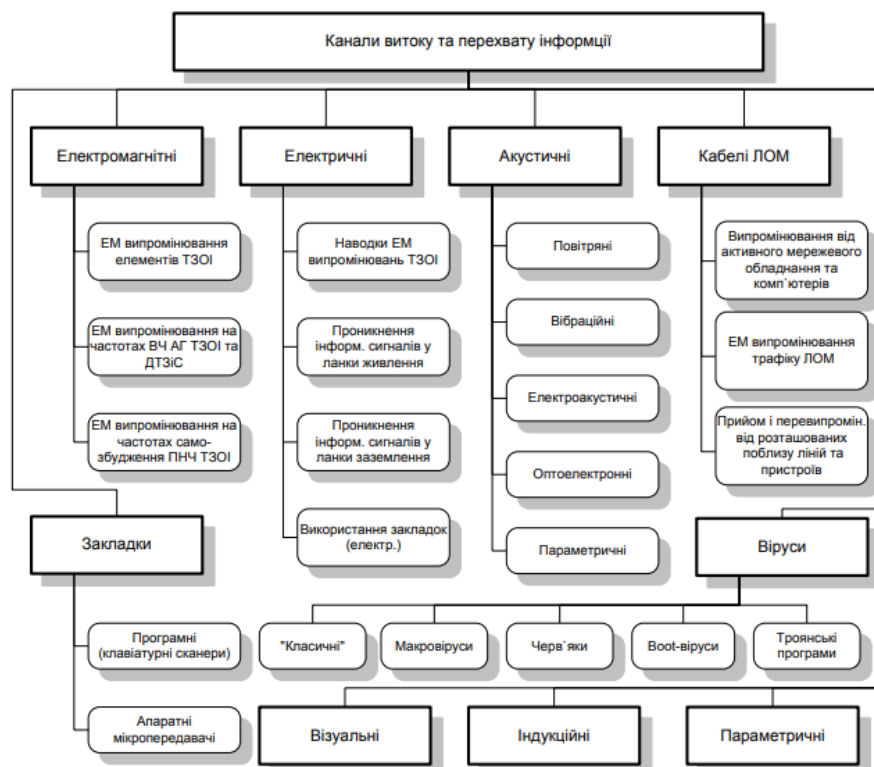 Канали витоку та перехвату інформції
Електромагнітні
Електричні
Акустичні
Кабелі ЛОМ
ЕМ випромінювання
елементів ТЗОІ
Наводки ЕМ
випромінювань ТЗОІ
Повітряні
Випромінювання від
активного мережевого
обладнання та
комп`ютерів
ЕМ випромінювання на
частотах ВЧ АГ ТЗОІ та
ДТЗіС
Проникнення
інформ. сигналів у
ланки живлення
Вібраційні
ЕМ випромінювання
трафіку ЛОМ
ЕМ випромінювання на
частотах само-
збудження ПНЧ ТЗОІ
Проникнення
інформ. сигналів у
ланки заземлення
Електроакустичні
Прийом і перевипромін.
від розташованих
поблизу ліній та
пристроїв
Оптоелектронні
Закладки
Використання закладок
(електр.)
Параметричні
Віруси
Програмні
(клавіатурні сканери)
"Класичні"
Макровіруси
Черв`яки
Boot-віруси
Троянські
програми
Апаратні
мікропередавачі
Візуальні
Індукційні
Параметричні